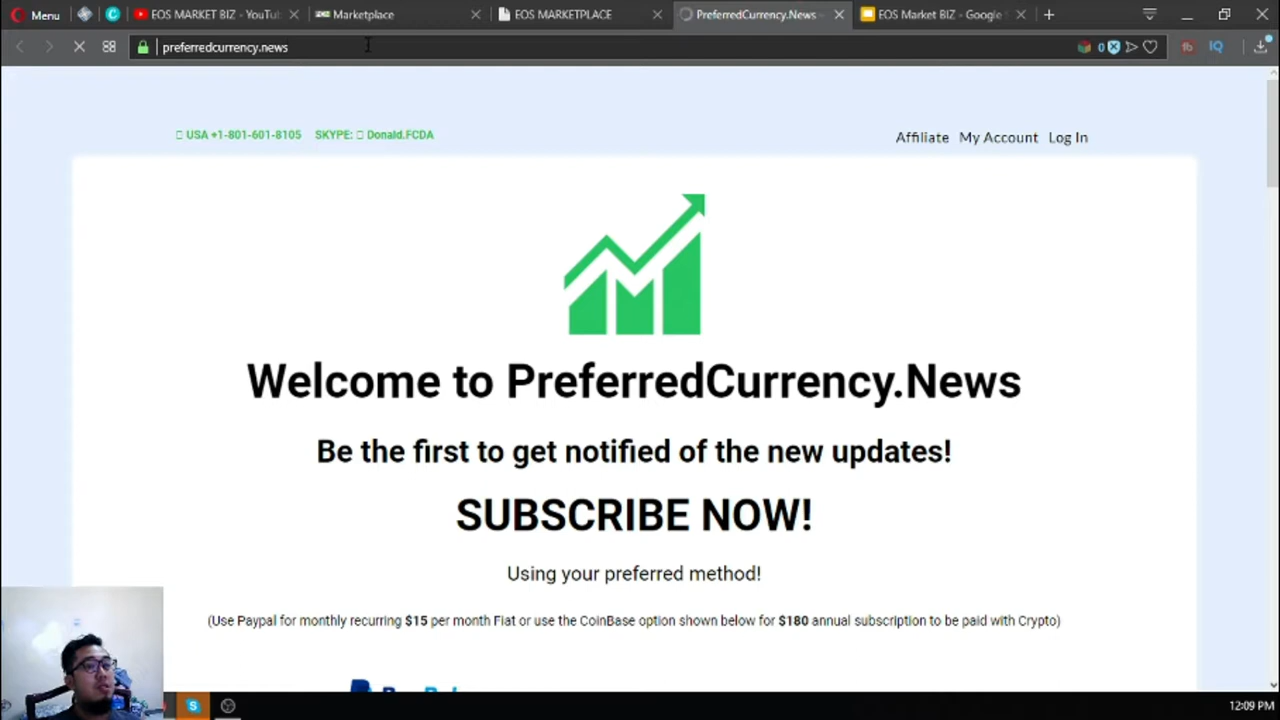 Menu
EOS MARKET BIZ - YouTu
Marketplace
EOS MARKETPLACE
PreferredCurrency.News
EOS Market BIZ - Google
preferredcurrency.news
0
USA +1-801-601-8105 SKYPE: Donald.FCDA
Affiliate My Account Log In
Welcome to PreferredCurrency.News
Be the first to get notified of the new updates!
SUBSCRIBE NOW!
Using your preferred method!
(Use Paypal for monthly recurring $15 per month Fiat or use the CoinBase option shown below for $180 annual subscription to be paid with Crypto)
12:09 PM